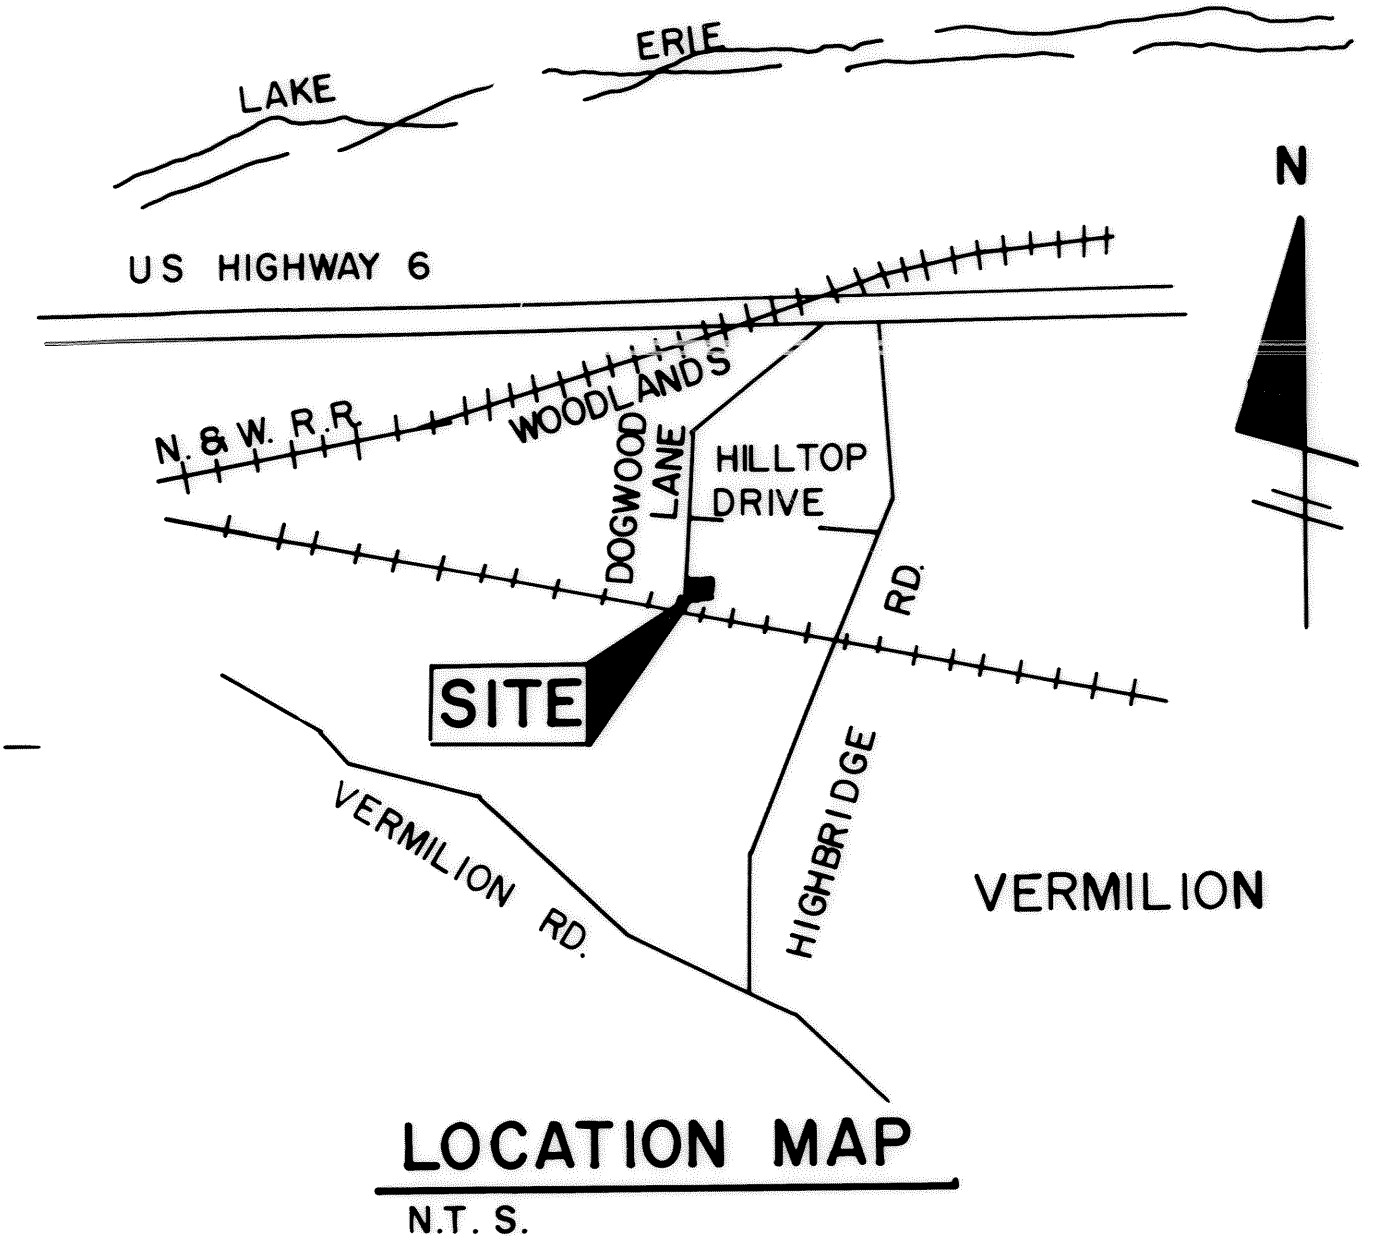 ERIE
LAKE
N
US HIGHWAY 6
WOODLANDS
N. & W. R.R.
DOGWOOD
LANE
HILLTOP
DRIVE
RD.
SITE
HIGHBRIDGE
VERMILION RD.
VERMILION
LOCATION MAP
N.T.S.